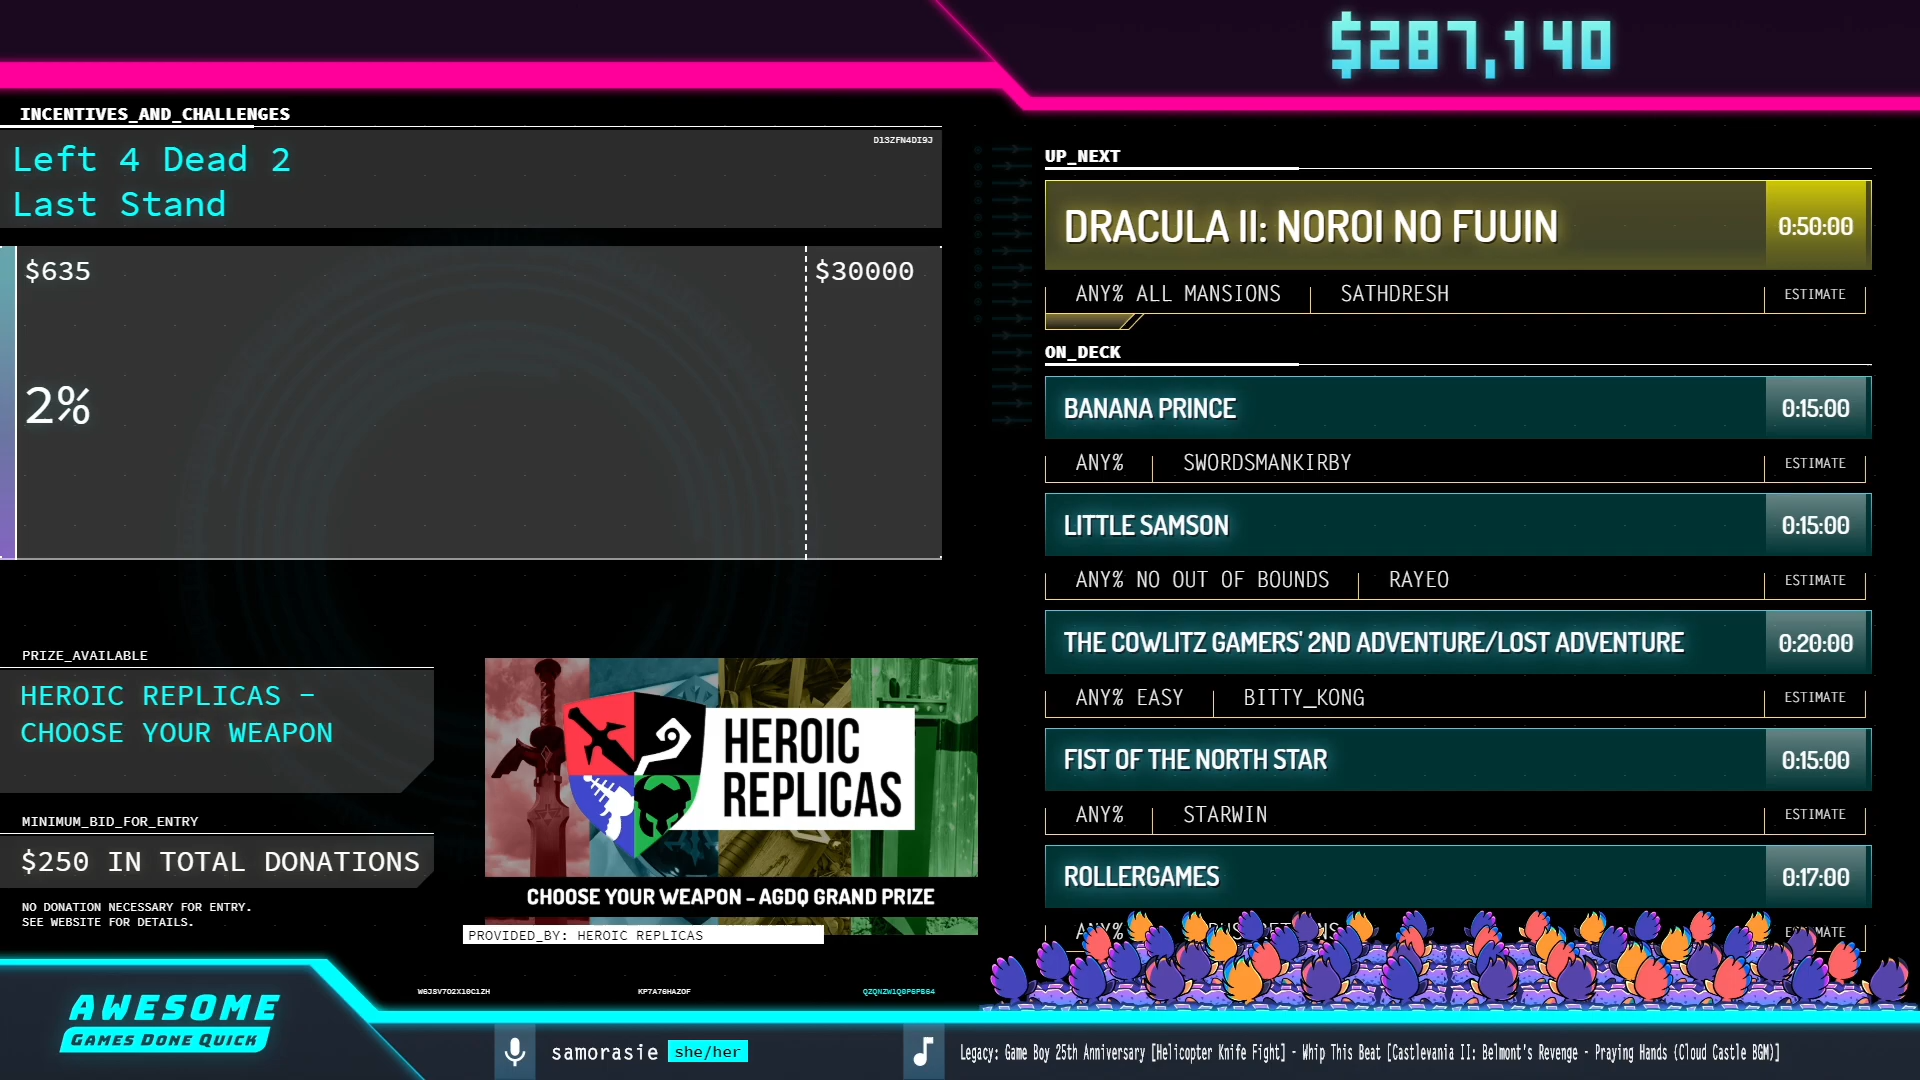 $287,140
INCENTIVES_AND_CHALLENGES
D13ZFN4DI9J
Left 4 Dead 2
Last Stand
$635
$30000
2%
PRIZE_AVAILABLE
HEROIC REPLICAS -
CHOOSE YOUR WEAPON
MINIMUM_BID_FOR_ENTRY
$250 IN TOTAL DONATIONS
NO DONATION NECESSARY FOR ENTRY.
SEE WEBSITE FOR DETAILS.
HEROIC
REPLICAS
CHOOSE YOUR WEAPON - AGDQ GRAND PRIZE
PROVIDED_BY: HEROIC REPLICAS
UP_NEXT
DRACULA II: NOROI NO FUUIN
0:50:00
ANY% ALL MANSIONS
SATHDRESH
ESTIMATE
ON_DECK
BANANA PRINCE
0:15:00
ANY%
SWORDSMANKIRBY
ESTIMATE
LITTLE SAMSON
0:15:00
ANY% NO OUT OF BOUNDS
RAYEO
ESTIMATE
THE COWLITZ GAMERS' 2ND ADVENTURE/LOST ADVENTURE
0:20:00
ANY% EASY
BITTY_KONG
ESTIMATE
FIST OF THE NORTH STAR
0:15:00
ANY%
STARWIN
ESTIMATE
ROLLERGAMES
0:17:00
ANY%
ESTIMATE
KP7A76HAZOF
AWESOME
GAMES DONE QUICK
samorasie she/her
Legacy: Game Boy 25th Anniversary [Helicopter Knife Fight] - Whip This Beat [Castlevania II: Belmont's Revenge - Praying Hands (Cloud Castle BGM)]